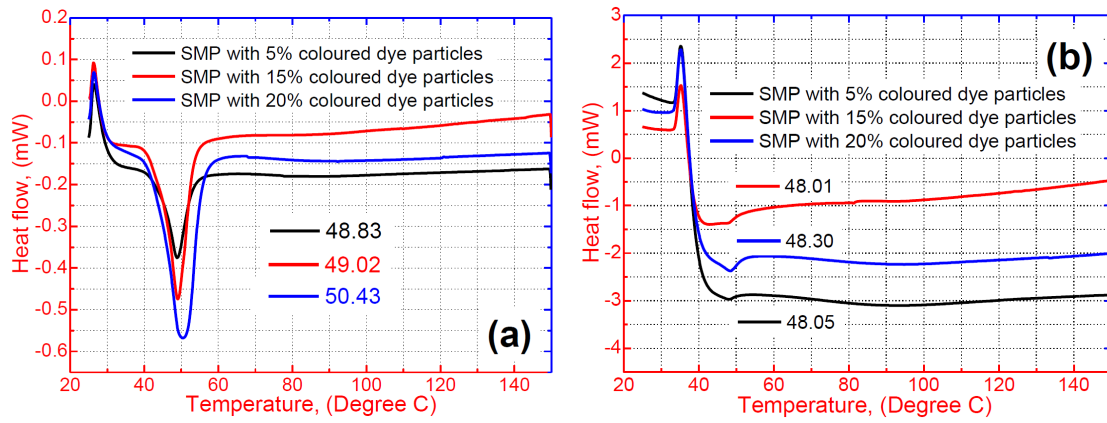 0.2
0.1
0.0
-0.1
-0.2
-0.3
-0.4
-0.5
-0.6
Heat flow, (mW)
SMP with 5% coloured dye particles
SMP with 15% coloured dye particles
SMP with 20% coloured dye particles
48.83
49.02
50.43
(a)
20 40 60 80 100 120 140
Temperature, (Degree C)
3
2
1
0
-1
-2
-3
-4
Heat flow, (mW)
(b)
SMP with 5% coloured dye particles
SMP with 15% coloured dye particles
SMP with 20% coloured dye particles
48.01
48.30
48.05
20 40 60 80 100 120 140
Temperature, (Degree C)